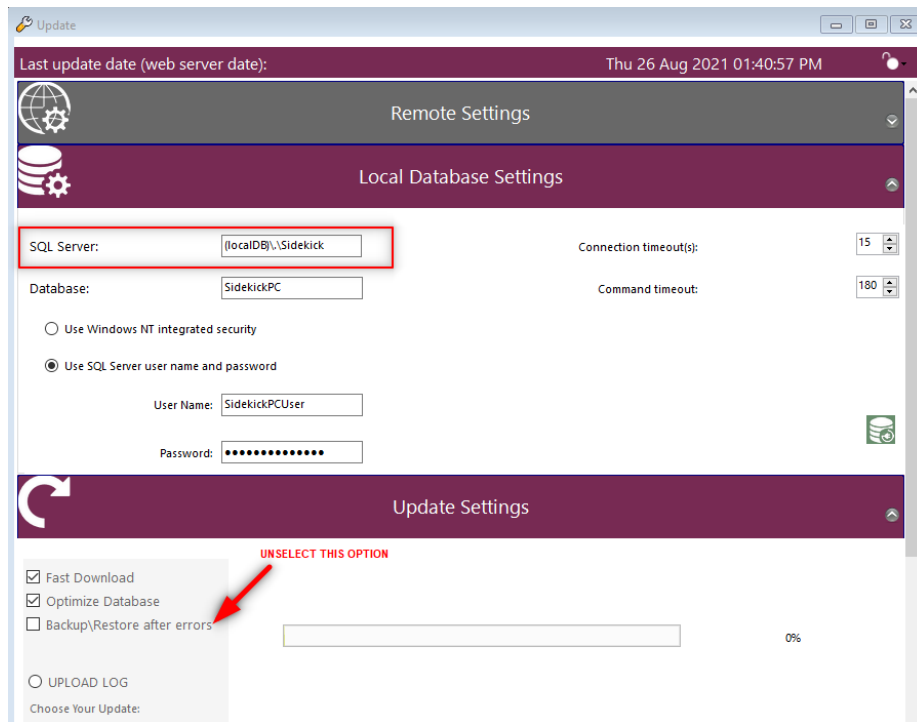 Update
Last update date (web server date): Thu 26 Aug 2021 01:40:57 PM
Remote Settings
Local Database Settings
SQL Server: (localDB)\.\Sidekick Connection timeout(s): 15
Database: SidekickPC Command timeout: 180
Use Windows NT integrated security
Use SQL Server user name and password
User Name: SidekickPCUser
Password: ••••••••••••••
Update Settings
UNSELECT THIS OPTION
Fast Download
Optimize Database
Backup\Restore after errors
0%
UPLOAD LOG
Choose Your Update: